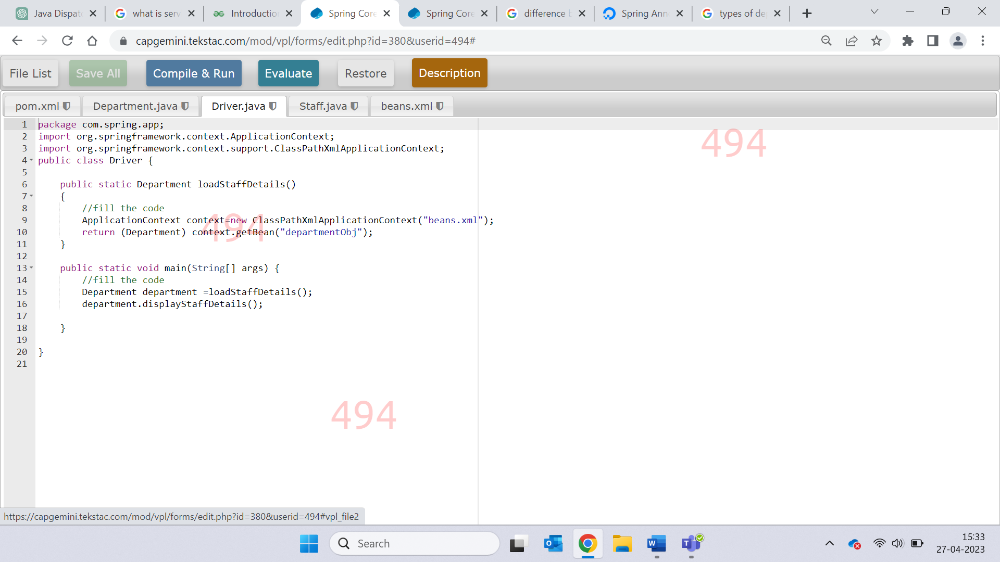 Java Dispat
what is serv
Introduction
Spring Core
Spring Core
difference b
Spring Ann
types of de
capgemini.tekstac.com/mod/vpl/forms/edit.php?id=380&userid=494#
File List
Save All
Compile & Run
Evaluate
Restore
Description
pom.xml
Department.java
Driver.java
Staff.java
beans.xml
1 package com.spring.app;
2 import org.springframework.context.ApplicationContext;
3 import org.springframework.context.support.ClassPathXmlApplicationContext;
4 public class Driver {
5
6 public static Department loadStaffDetails()
7 {
8 //fill the code
9 ApplicationContext context=new ClassPathXmlApplicationContext("beans.xml");
10 return (Department) context.getBean("departmentObj");
11 }
12
13 public static void main(String[] args) {
14 //fill the code
15 Department department =loadStaffDetails();
16 department.displayStaffDetails();
17
18 }
19
20 }
21
494
494
494
https://capgemini.tekstac.com/mod/vpl/forms/edit.php?id=380&userid=494#vpl_file2
Search
15:33
27-04-2023